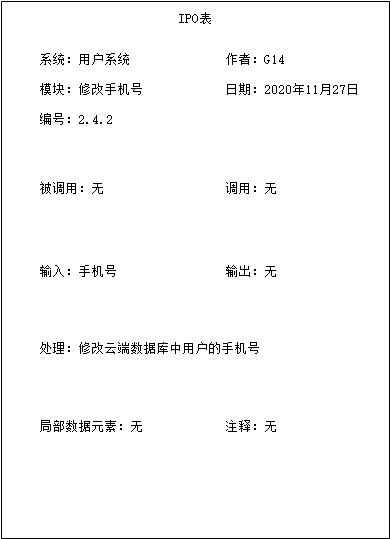 IPO表
系统：用户系统 作者：G14
模块：修改手机号 日期：2020年11月27日
编号：2.4.2
被调用：无 调用：无
输入：手机号 输出：无
处理：修改云端数据库中用户的手机号
局部数据元素：无 注释：无